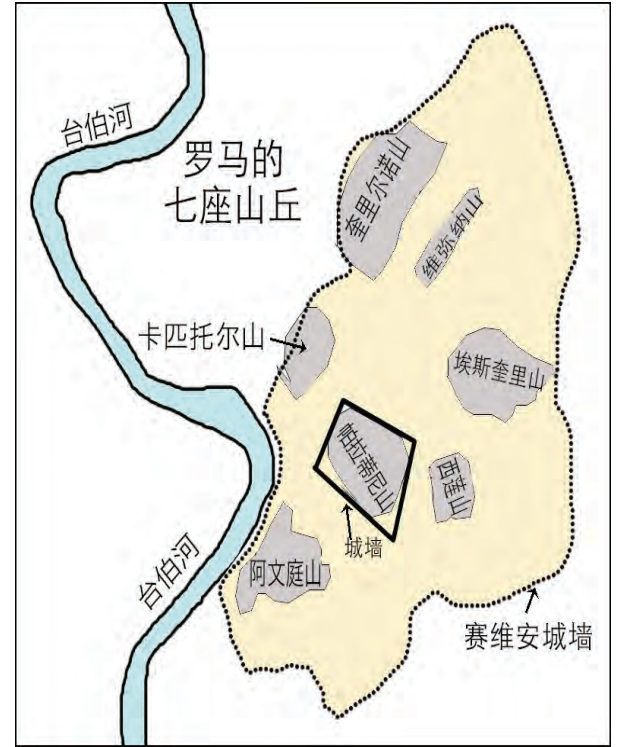 台伯河
罗马的
七座山丘
奎里尔诺山
维弥纳山
卡匹托尔山
埃斯奎里山
帕拉蒂尼山
西莲山
城墙
台伯河
阿文庭山
赛维安城墙